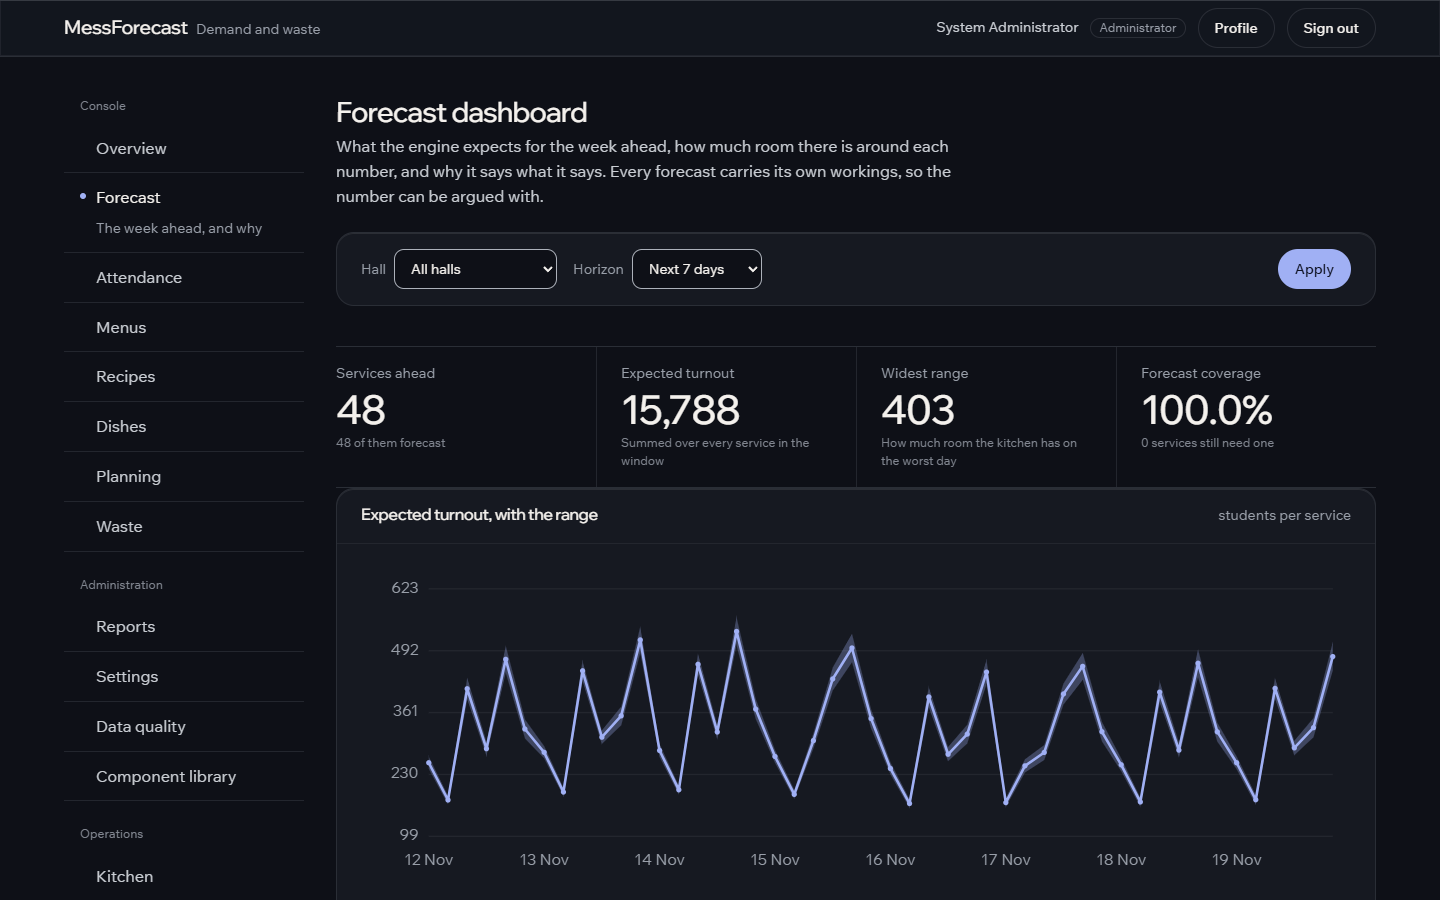 MessForecast Demand and waste
System Administrator Administrator Profile Sign out
Console
Overview
Forecast
The week ahead, and why
Attendance
Menus
Recipes
Dishes
Planning
Waste
Administration
Reports
Settings
Data quality
Component library
Operations
Kitchen
Forecast dashboard
What the engine expects for the week ahead, how much room there is around each
number, and why it says what it says. Every forecast carries its own workings, so the
number can be argued with.
Hall All halls Horizon Next 7 days Apply
Services ahead
48
48 of them forecast
Expected turnout
15,788
Summed over every service in the
window
Widest range
403
How much room the kitchen has on
the worst day
Forecast coverage
100.0%
0 services still need one
Expected turnout, with the range
students per service
623
492
361
230
99
12 Nov 13 Nov 14 Nov 15 Nov 16 Nov 17 Nov 18 Nov 19 Nov